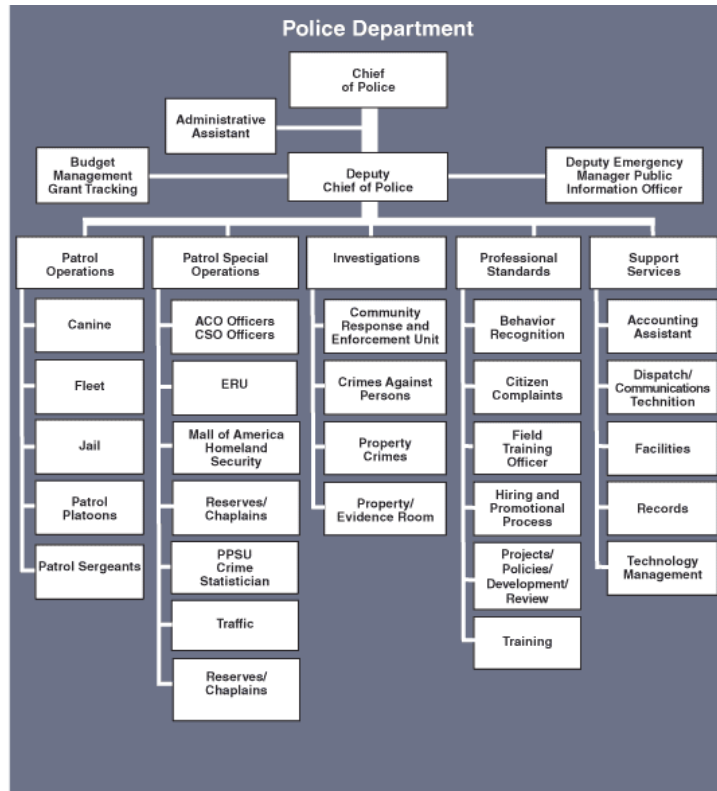 Police Department
Chief
of Police
Administrative
Assistant
Budget
Management
Grant Tracking
Deputy
Chief of Police
Deputy Emergency
Manager Public
Information Officer
Patrol
Operations
Canine
Fleet
Jail
Patrol
Platoons
Patrol Sergeants
Patrol Special
Operations
ACO Officers
CSO Officers
ERU
Mall of America
Homeland
Security
Reserves/
Chaplains
PPSU
Crime
Statistician
Traffic
Reserves/
Chaplains
Investigations
Community
Response and
Enforcement Unit
Crimes Against
Persons
Property
Crimes
Property/
Evidence Room
Professional
Standards
Behavior
Recognition
Citizen
Complaints
Field
Training
Officer
Hiring and
Promotional
Process
Projects/
Policies/
Development/
Review
Training
Support
Services
Accounting
Assistant
Dispatch/
Communications
Technition
Facilities
Records
Technology
Management